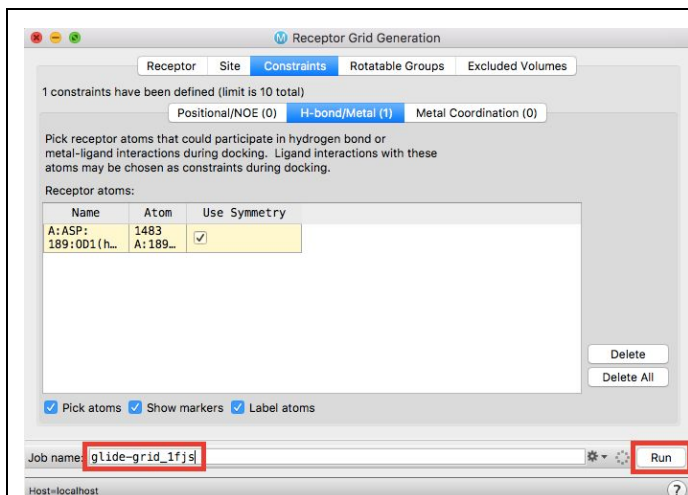 Receptor Grid Generation
Receptor Site Constraints Rotatable Groups Excluded Volumes
1 constraints have been defined (limit is 10 total)
Positional/NOE (0) H-bond/Metal (1) Metal Coordination (0)
Pick receptor atoms that could participate in hydrogen bond or
metal-ligand interactions during docking. Ligand interactions with these
atoms may be chosen as constraints during docking.
Receptor atoms:
Name Atom Use Symmetry
A:ASP: 1483
189:OD1(h… A:189…
Delete
Delete All
Pick atoms Show markers Label atoms
Job name: glide-grid_1fjs Run
Host=localhost ?